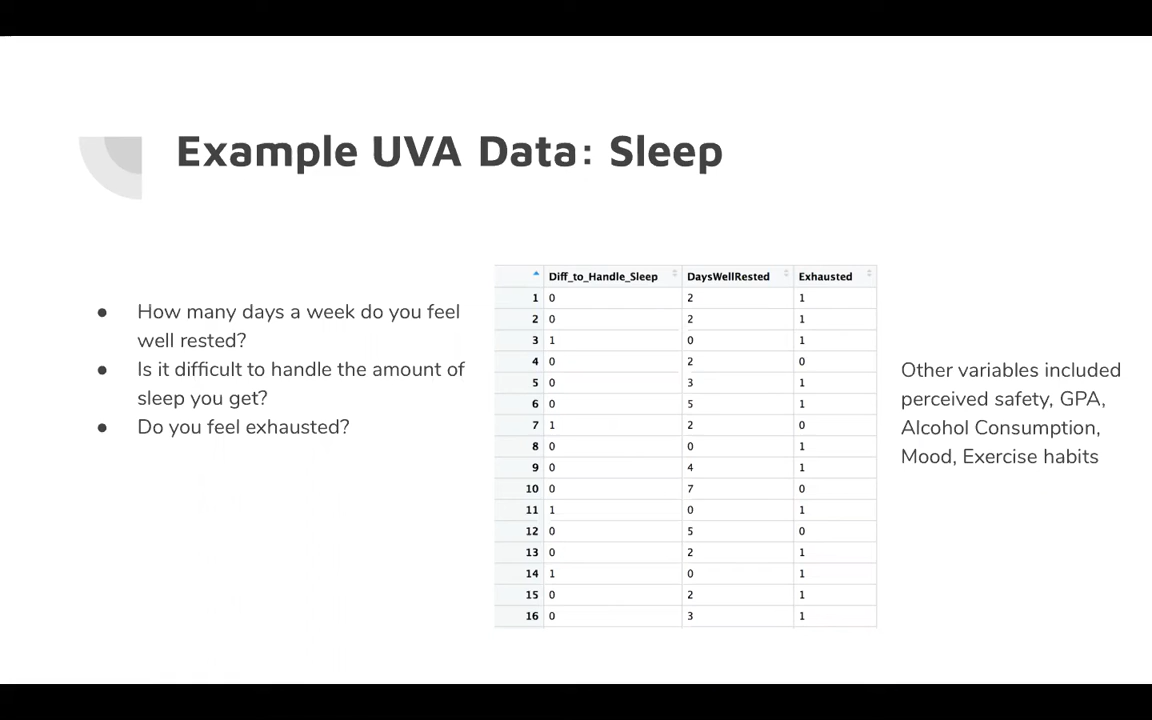 Example UVA Data: Sleep
● How many days a week do you feel
well rested?
● Is it difficult to handle the amount of
sleep you get?
● Do you feel exhausted?
Diff_to_Handle_Sleep DaysWellRested Exhausted
1 0 2 1
2 0 2 1
3 1 0 1
4 0 2 0
5 0 3 1
6 0 5 1
7 1 2 0
8 0 0 1
9 0 4 1
10 0 7 0
11 1 0 1
12 0 5 0
13 0 2 1
14 1 0 1
15 0 2 1
16 0 3 1
Other variables included
perceived safety, GPA,
Alcohol Consumption,
Mood, Exercise habits